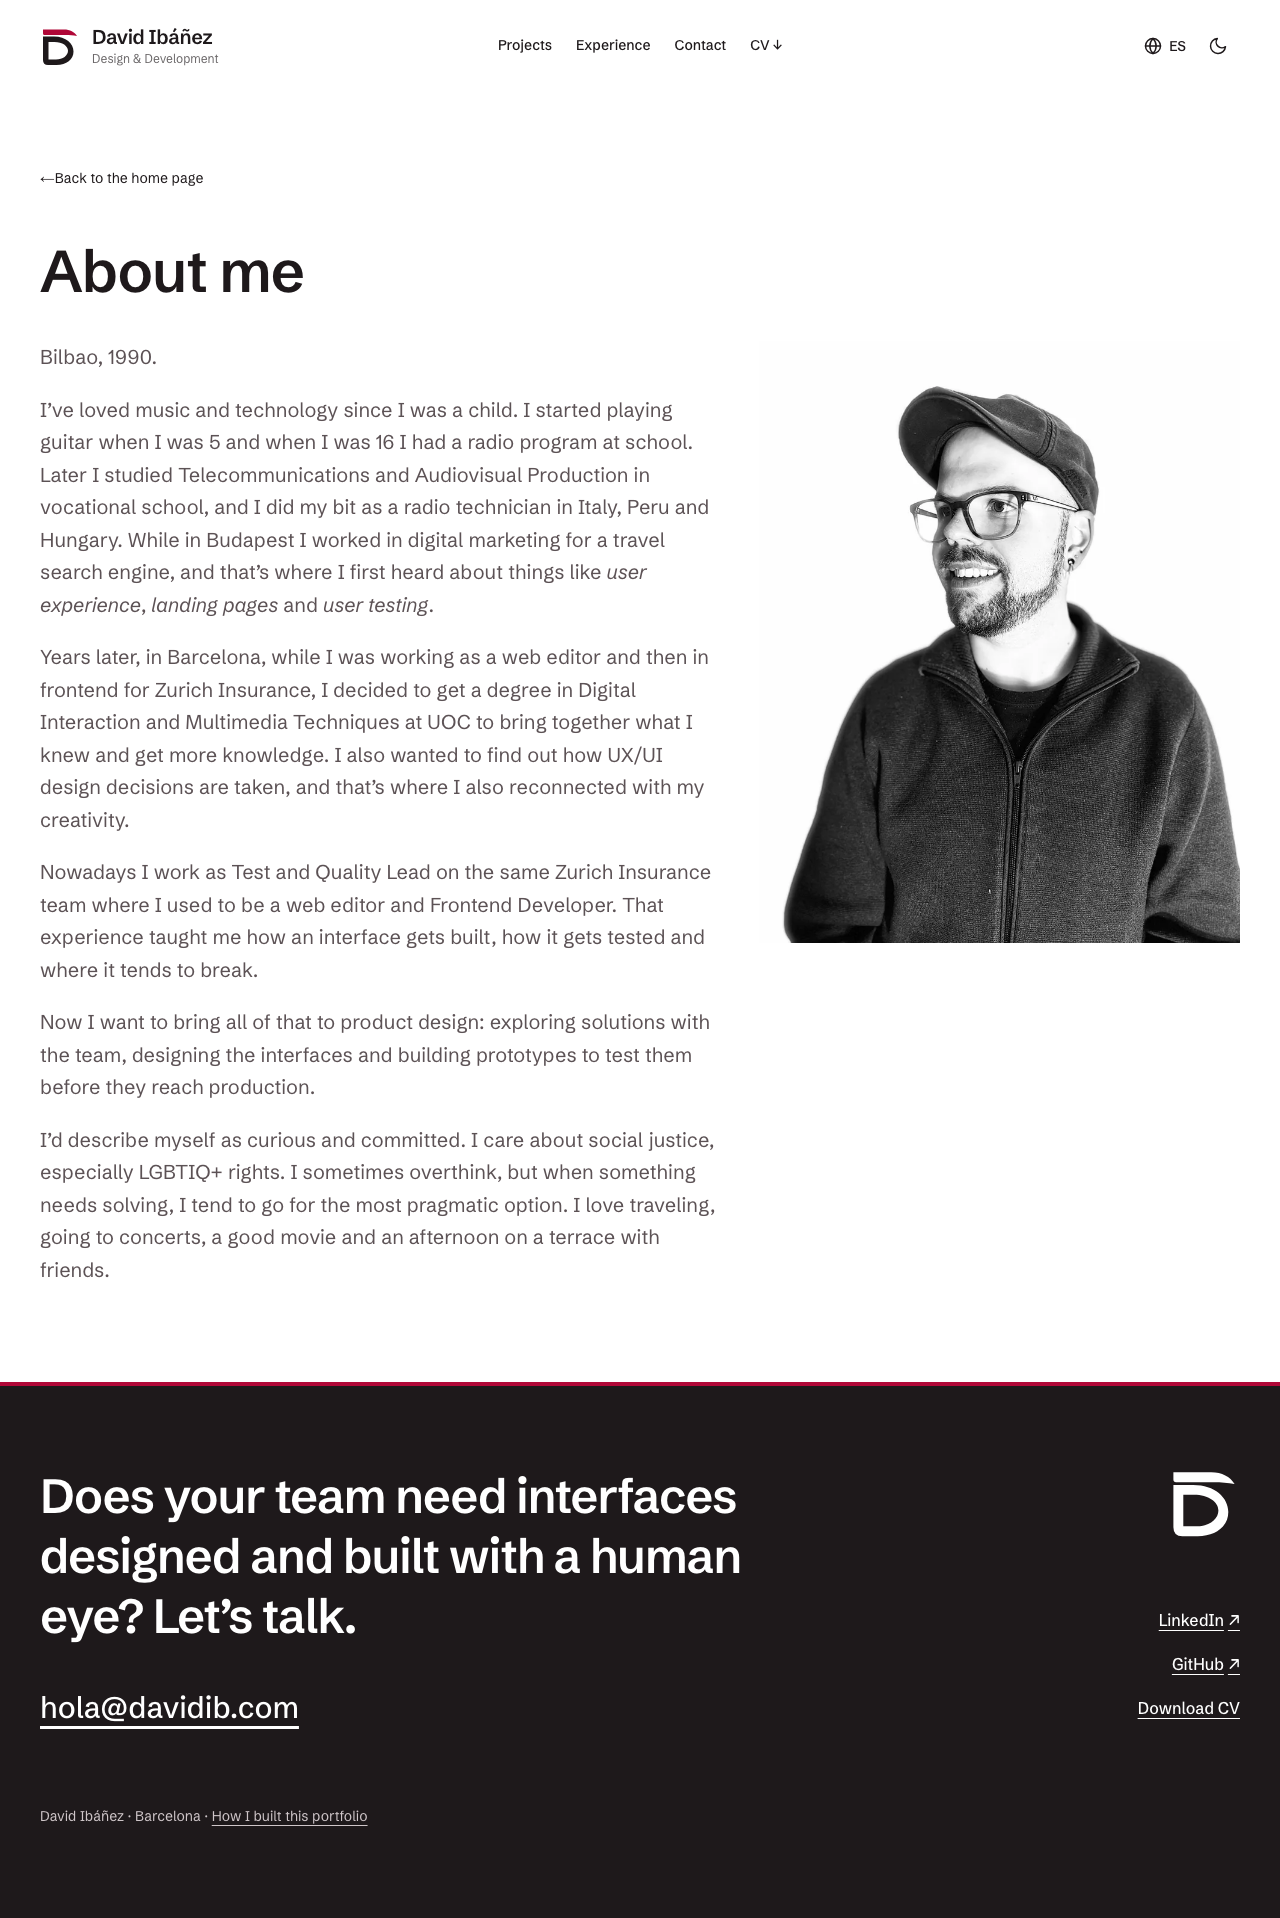 David Ibáñez
Design & Development
Projects Experience Contact CV ↓
ES
←Back to the home page
About me
Bilbao, 1990.
I’ve loved music and technology since I was a child. I started playing
guitar when I was 5 and when I was 16 I had a radio program at school.
Later I studied Telecommunications and Audiovisual Production in
vocational school, and I did my bit as a radio technician in Italy, Peru and
Hungary. While in Budapest I worked in digital marketing for a travel
search engine, and that’s where I first heard about things like user
experience, landing pages and user testing.
Years later, in Barcelona, while I was working as a web editor and then in
frontend for Zurich Insurance, I decided to get a degree in Digital
Interaction and Multimedia Techniques at UOC to bring together what I
knew and get more knowledge. I also wanted to find out how UX/UI
design decisions are taken, and that’s where I also reconnected with my
creativity.
Nowadays I work as Test and Quality Lead on the same Zurich Insurance
team where I used to be a web editor and Frontend Developer. That
experience taught me how an interface gets built, how it gets tested and
where it tends to break.
Now I want to bring all of that to product design: exploring solutions with
the team, designing the interfaces and building prototypes to test them
before they reach production.
I’d describe myself as curious and committed. I care about social justice,
especially LGBTIQ+ rights. I sometimes overthink, but when something
needs solving, I tend to go for the most pragmatic option. I love traveling,
going to concerts, a good movie and an afternoon on a terrace with
friends.
Does your team need interfaces
designed and built with a human
eye? Let’s talk.
hola@davidib.com
LinkedIn ↗
GitHub ↗
Download CV
David Ibáñez · Barcelona · How I built this portfolio